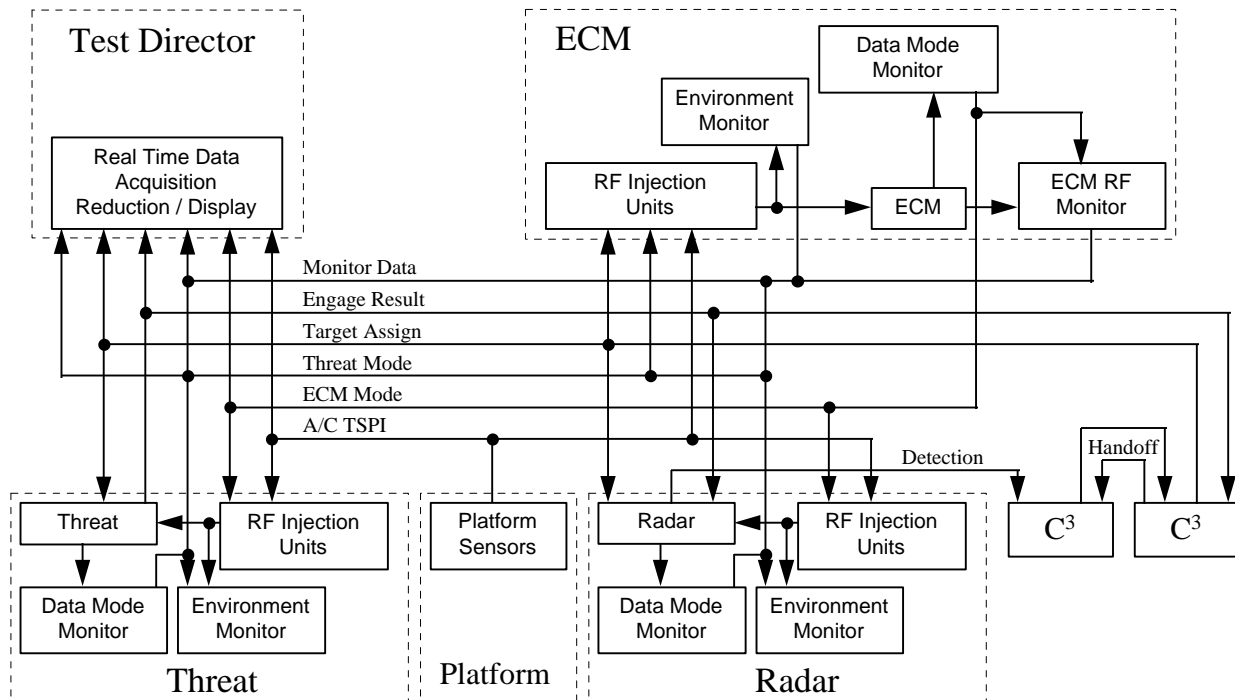 Test Director
ECM
Data Mode
Monitor
Environment
Monitor
Real Time Data
Acquisition
Reduction / Display
RF Injection
Units
ECM
ECM RF
Monitor
Monitor Data
Engage Result
Target Assign
Threat Mode
ECM Mode
A/C TSPI
Detection
Handoff
Threat
RF Injection
Units
Platform
Sensors
Radar
RF Injection
Units
C³
C³
Data Mode
Monitor
Environment
Monitor
Data Mode
Monitor
Environment
Monitor
Threat
Platform
Radar